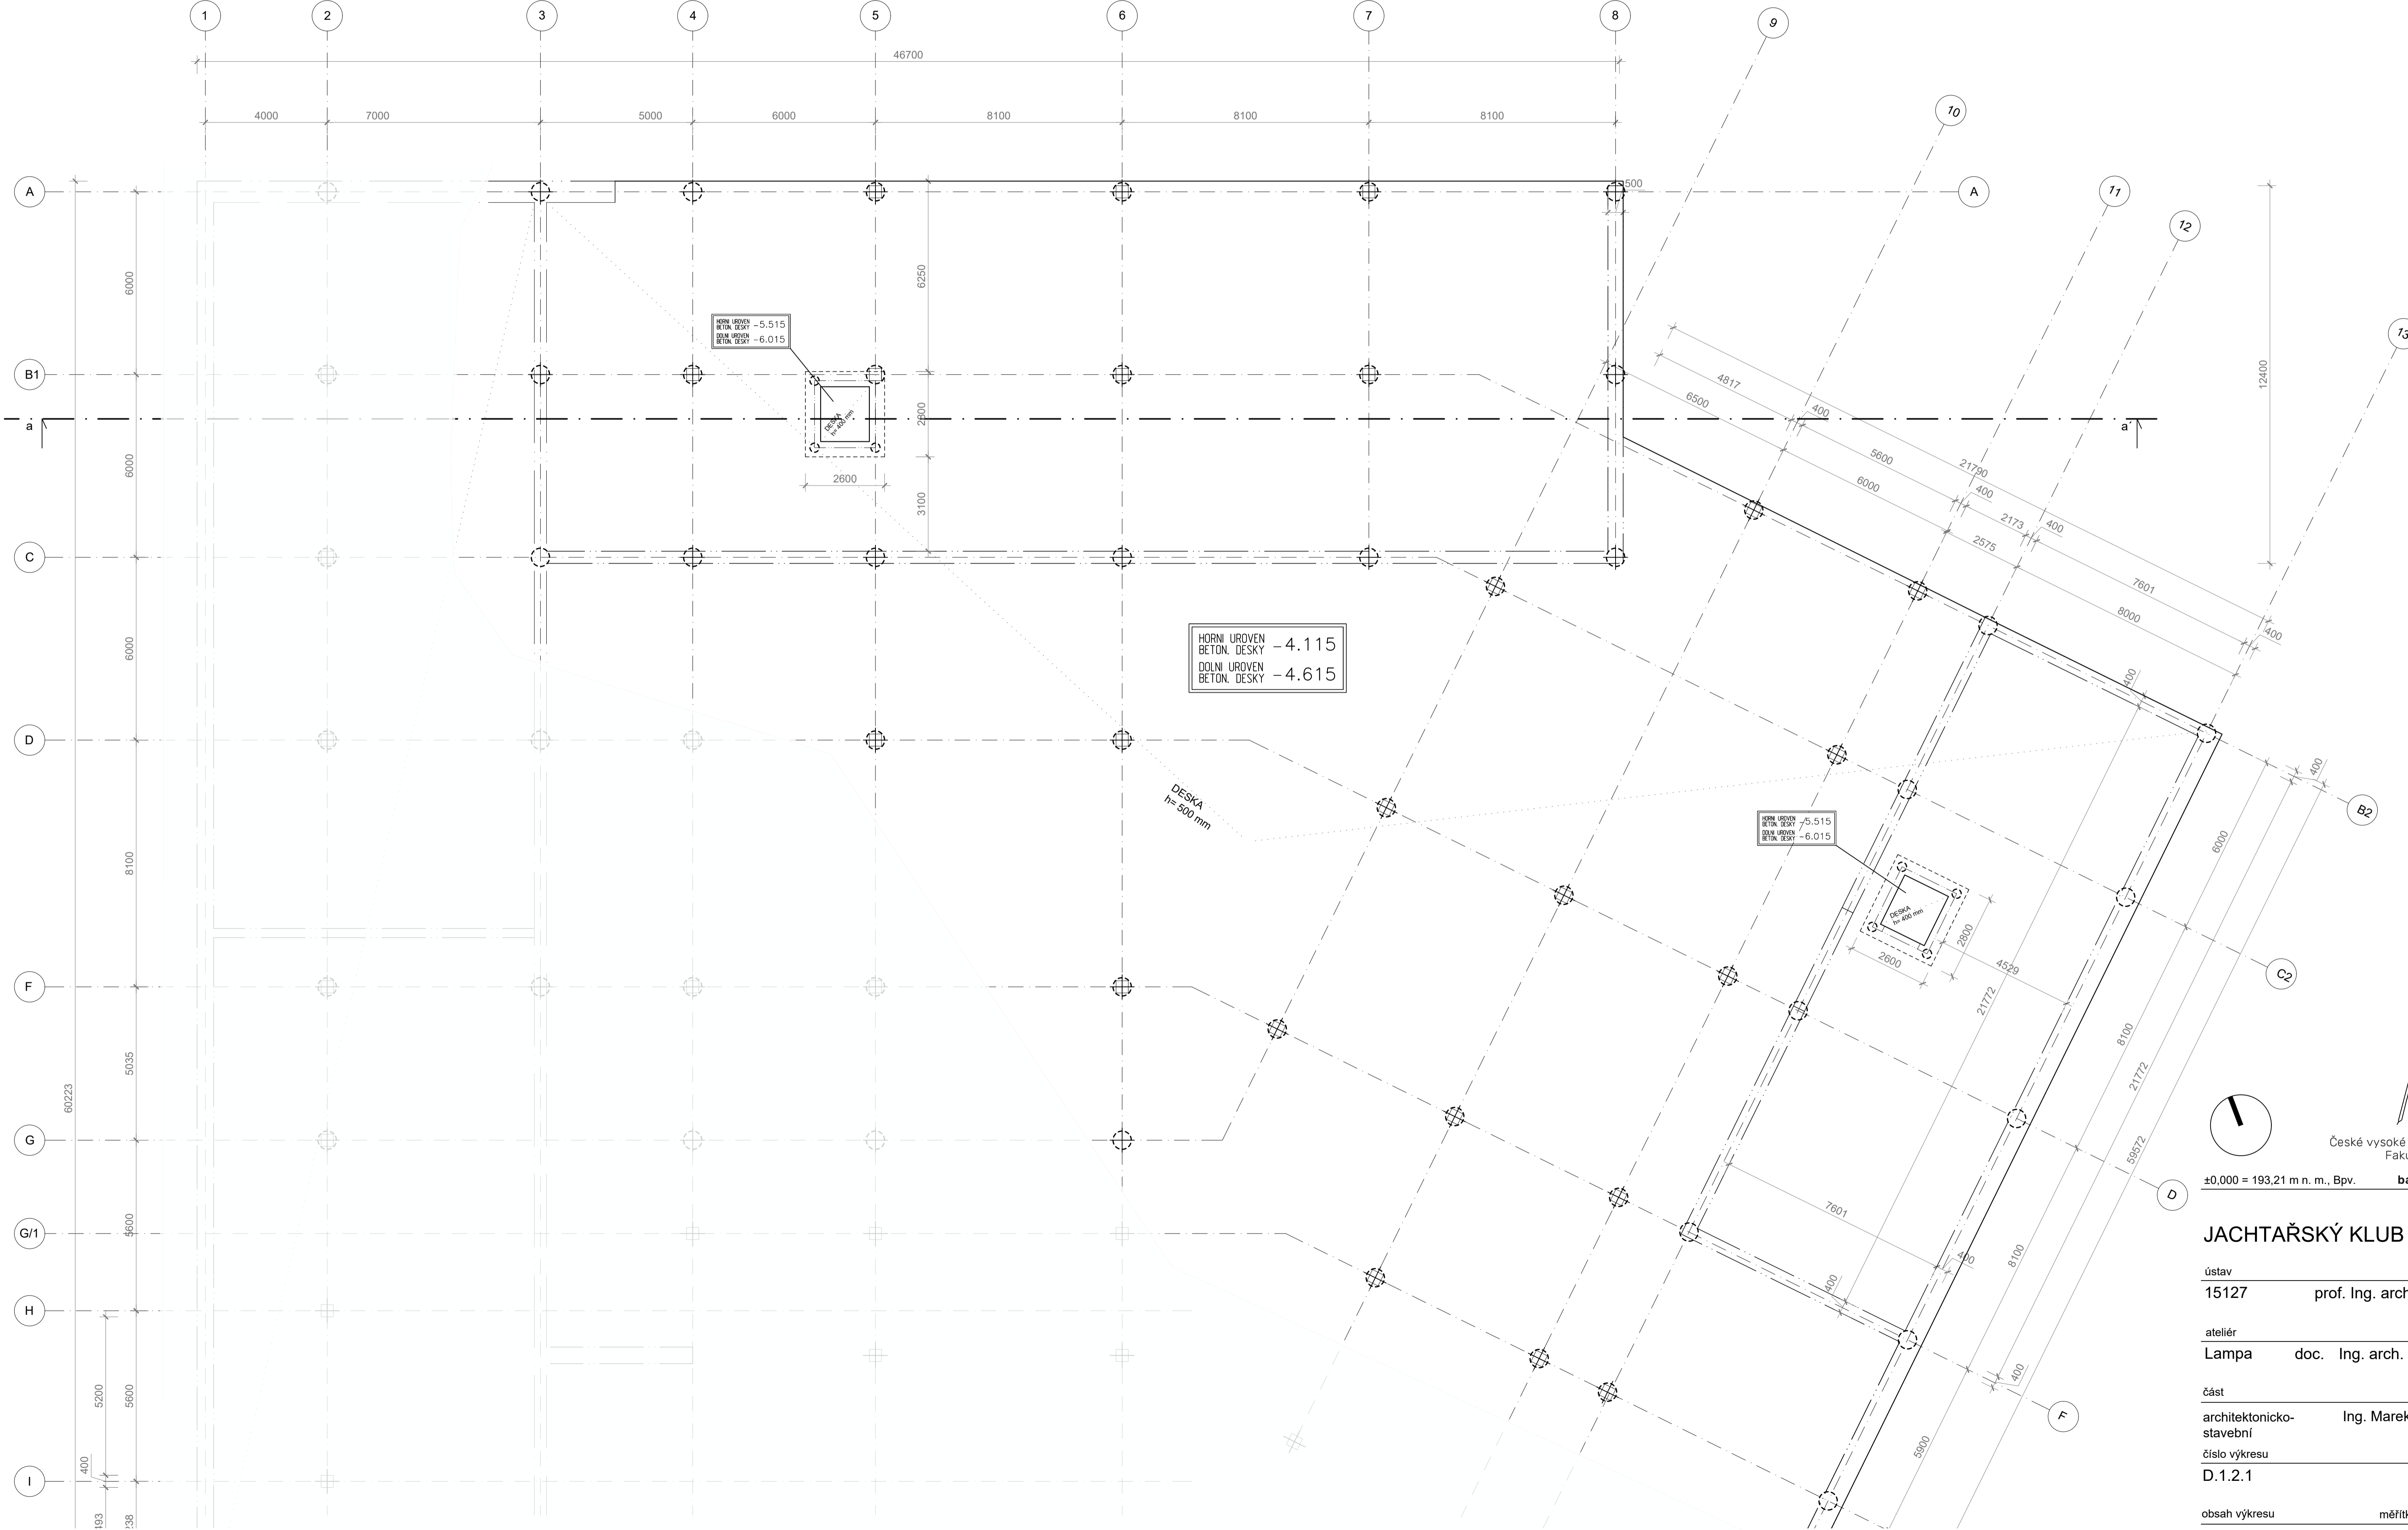 1
2
3
4
5
6
7
8
9
10
11
12
13
46700
4000
7000
5000
6000
8100
8100
8100
A
A
500
6000
6250
12400
HORNI UROVEN
BETON. DESKY -5.515
DOLNI UROVEN
BETON. DESKY -6.015
B1
4817
6500
400
DESKA
h= 400 mm
2800
a
a´
5600
21790
6000
400
6000
2600
3100
2173
400
2575
C
7601
8000
400
HORNI UROVEN
BETON. DESKY -4.115
DOLNI UROVEN
BETON. DESKY -4.615
6000
400
D
DESKA
h= 500 mm
400
B2
HORNI UROVEN
BETON. DESKY -5.515
DOLNI UROVEN
BETON. DESKY -6.015
6000
8100
DESKA
h= 400 mm
2800
2600
4529
C2
F
21772
8100
5035
60223
21772
59572
České vysoké
Faku
G
±0,000 = 193,21 m n. m., Bpv.
D
7601
G/1
5600
JACHTAŘSKÝ KLUB
400
8100
400
ústav
15127 prof. Ing. arch
H
ateliér
Lampa doc. Ing. arch.
400
5200
5600
část
architektonicko-
stavební
Ing. Marek
F
5900
číslo výkresu
D.1.2.1
400
I
493
238
obsah výkresu